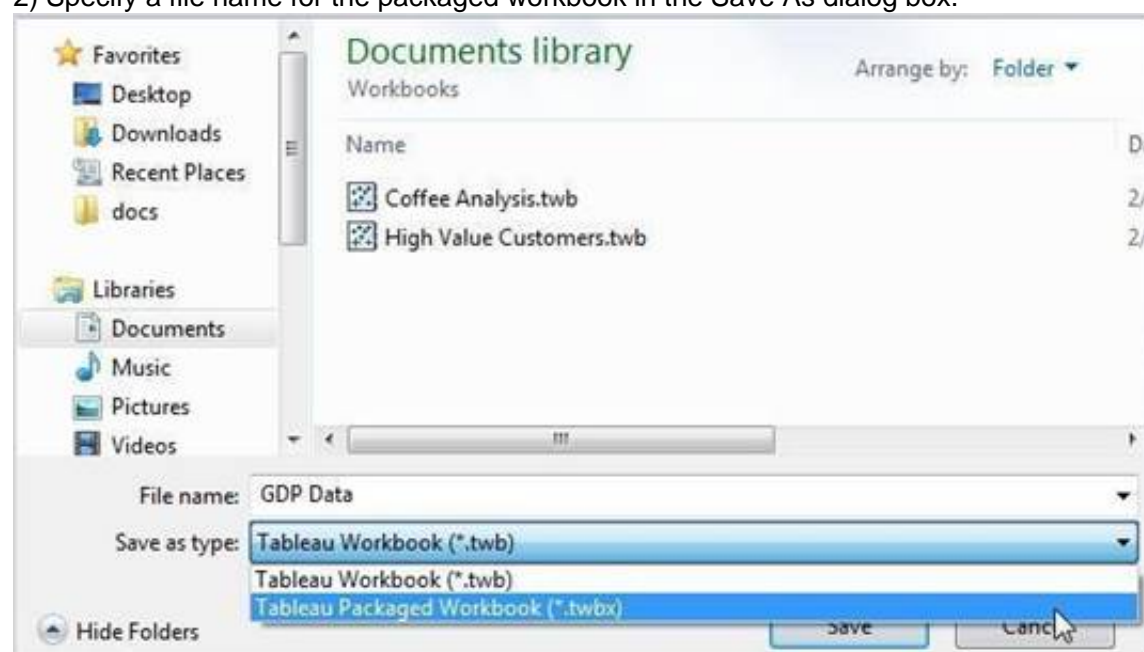 2) Specify a file name for the packaged workbook in the Save As dialog box.
Favorites
Desktop
Downloads
Recent Places
docs
Libraries
Documents
Music
Pictures
Videos
Documents library
Workbooks
Arrange by: Folder
Name
Coffee Analysis.twb
High Value Customers.twb
File name: GDP Data
Save as type: Tableau Workbook (*.twb)
Tableau Workbook (*.twb)
Tableau Packaged Workbook (*.twbx)
Hide Folders
Save